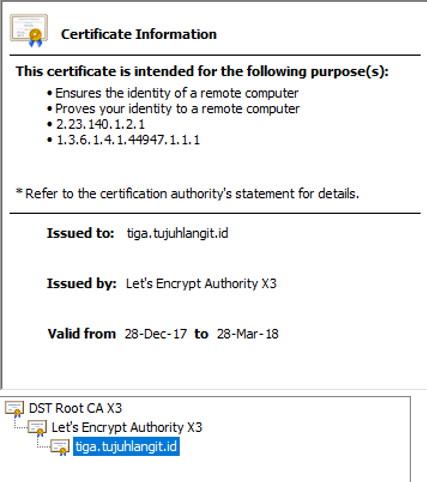 Certificate Information
This certificate is intended for the following purpose(s):
• Ensures the identity of a remote computer
• Proves your identity to a remote computer
• 2.23.140.1.2.1
• 1.3.6.1.4.1.44947.1.1.1
* Refer to the certification authority's statement for details.
Issued to: tiga.tujuhlangit.id
Issued by: Let's Encrypt Authority X3
Valid from 28-Dec-17 to 28-Mar-18
DST Root CA X3
Let's Encrypt Authority X3
tiga.tujuhlangit.id